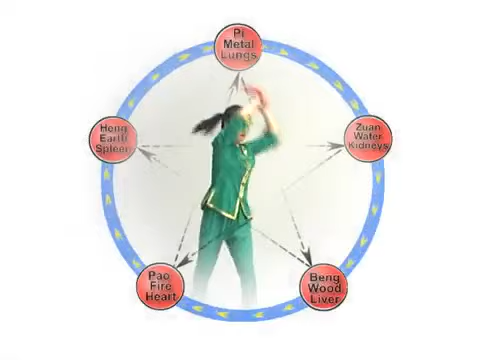 Pi
Metal
Lungs
Heng
Earth
Spleen
Zuan
Water
Kidneys
Pao
Fire
Heart
Beng
Wood
Liver